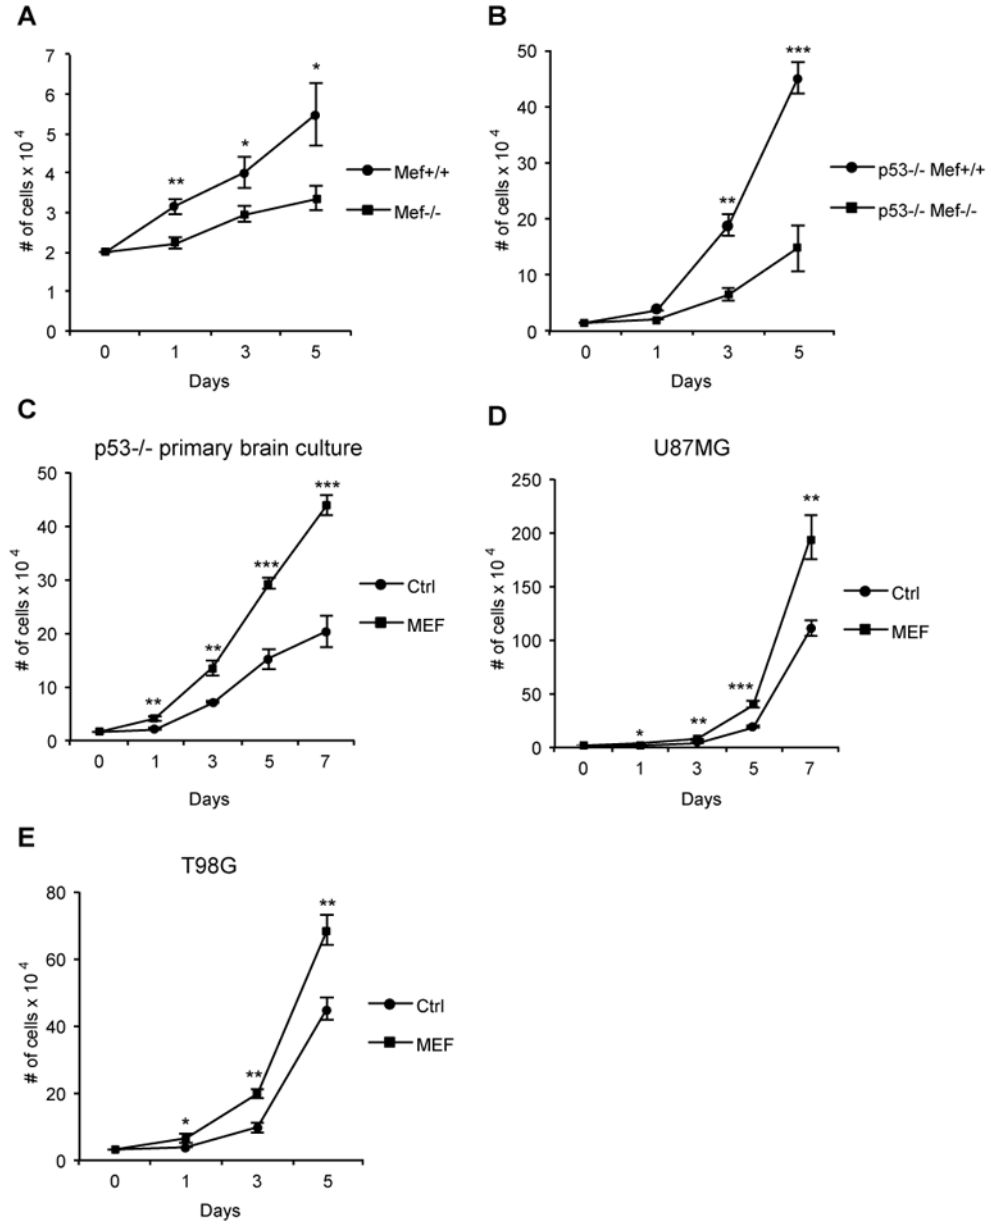 A
7
6
5
4
3
2
1
0
# of cells x 10⁻⁴
**
*
*
Mef+/+
Mef-/-
0 1 3 5
Days
B
50
40
30
20
10
0
# of cells x 10⁻⁴
**
***
p53-/- Mef+/+
p53-/- Mef-/-
0 1 3 5
Days
C
p53-/- primary brain culture
50
40
30
20
10
0
# of cells x 10⁻⁴
**
**
***
***
Ctrl
MEF
0 1 3 5 7
Days
D
U87MG
250
200
150
100
50
0
# of cells x 10⁻⁴
*
**
***
**
Ctrl
MEF
0 1 3 5 7
Days
E
T98G
80
60
40
20
0
# of cells x 10⁻⁴
*
**
**
Ctrl
MEF
0 1 3 5
Days